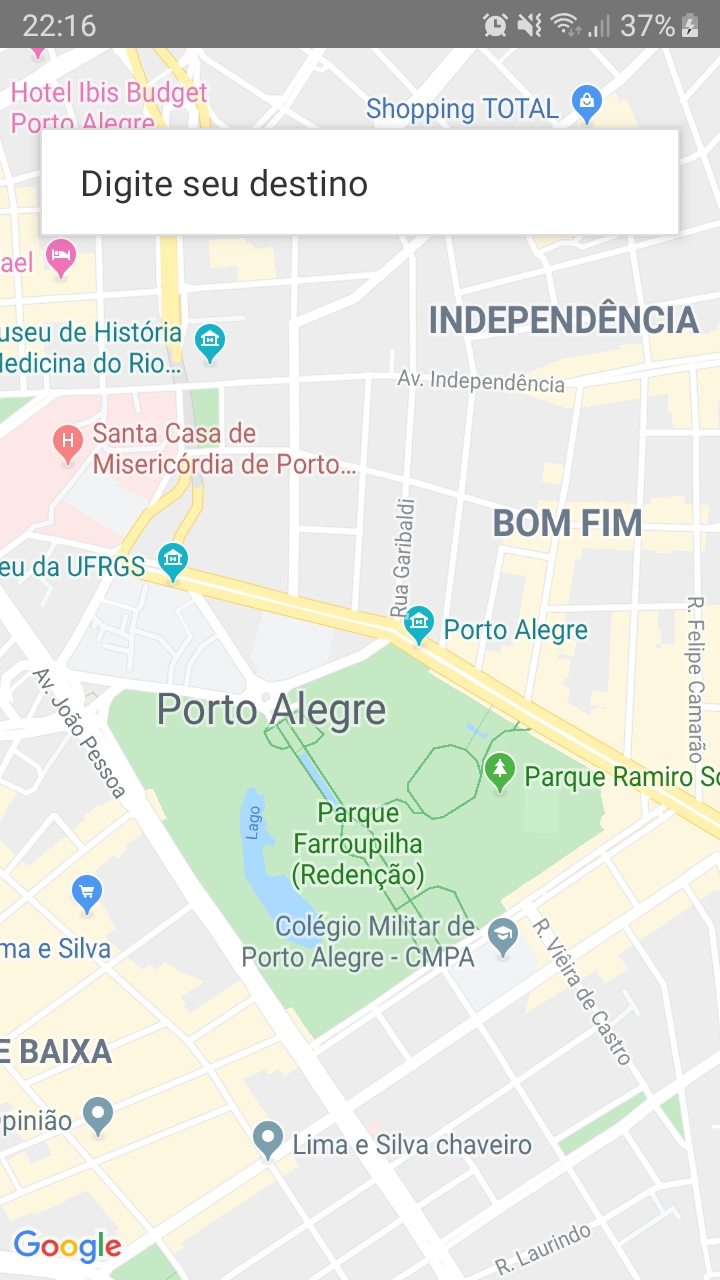 22:16
37%
Hotel Ibis Budget
Porto Alegre
Shopping TOTAL
Digite seu destino
ael
INDEPENDÊNCIA
useu de História
Medicina do Rio...
Av. Independência
Santa Casa de
Misericórdia de Porto...
H
Rua Garibaldi
BOM FIM
eu da UFRGS
Porto Alegre
R. Felipe Camarão
Av. João Pessoa
Porto Alegre
Parque Ramiro So
Parque
Farroupilha
(Redenção)
Lago
ma e Silva
Colégio Militar de
Porto Alegre - CMPA
R. Viêira de Castro
E BAIXA
Opinião
Lima e Silva chaveiro
R. Laurindo
Google